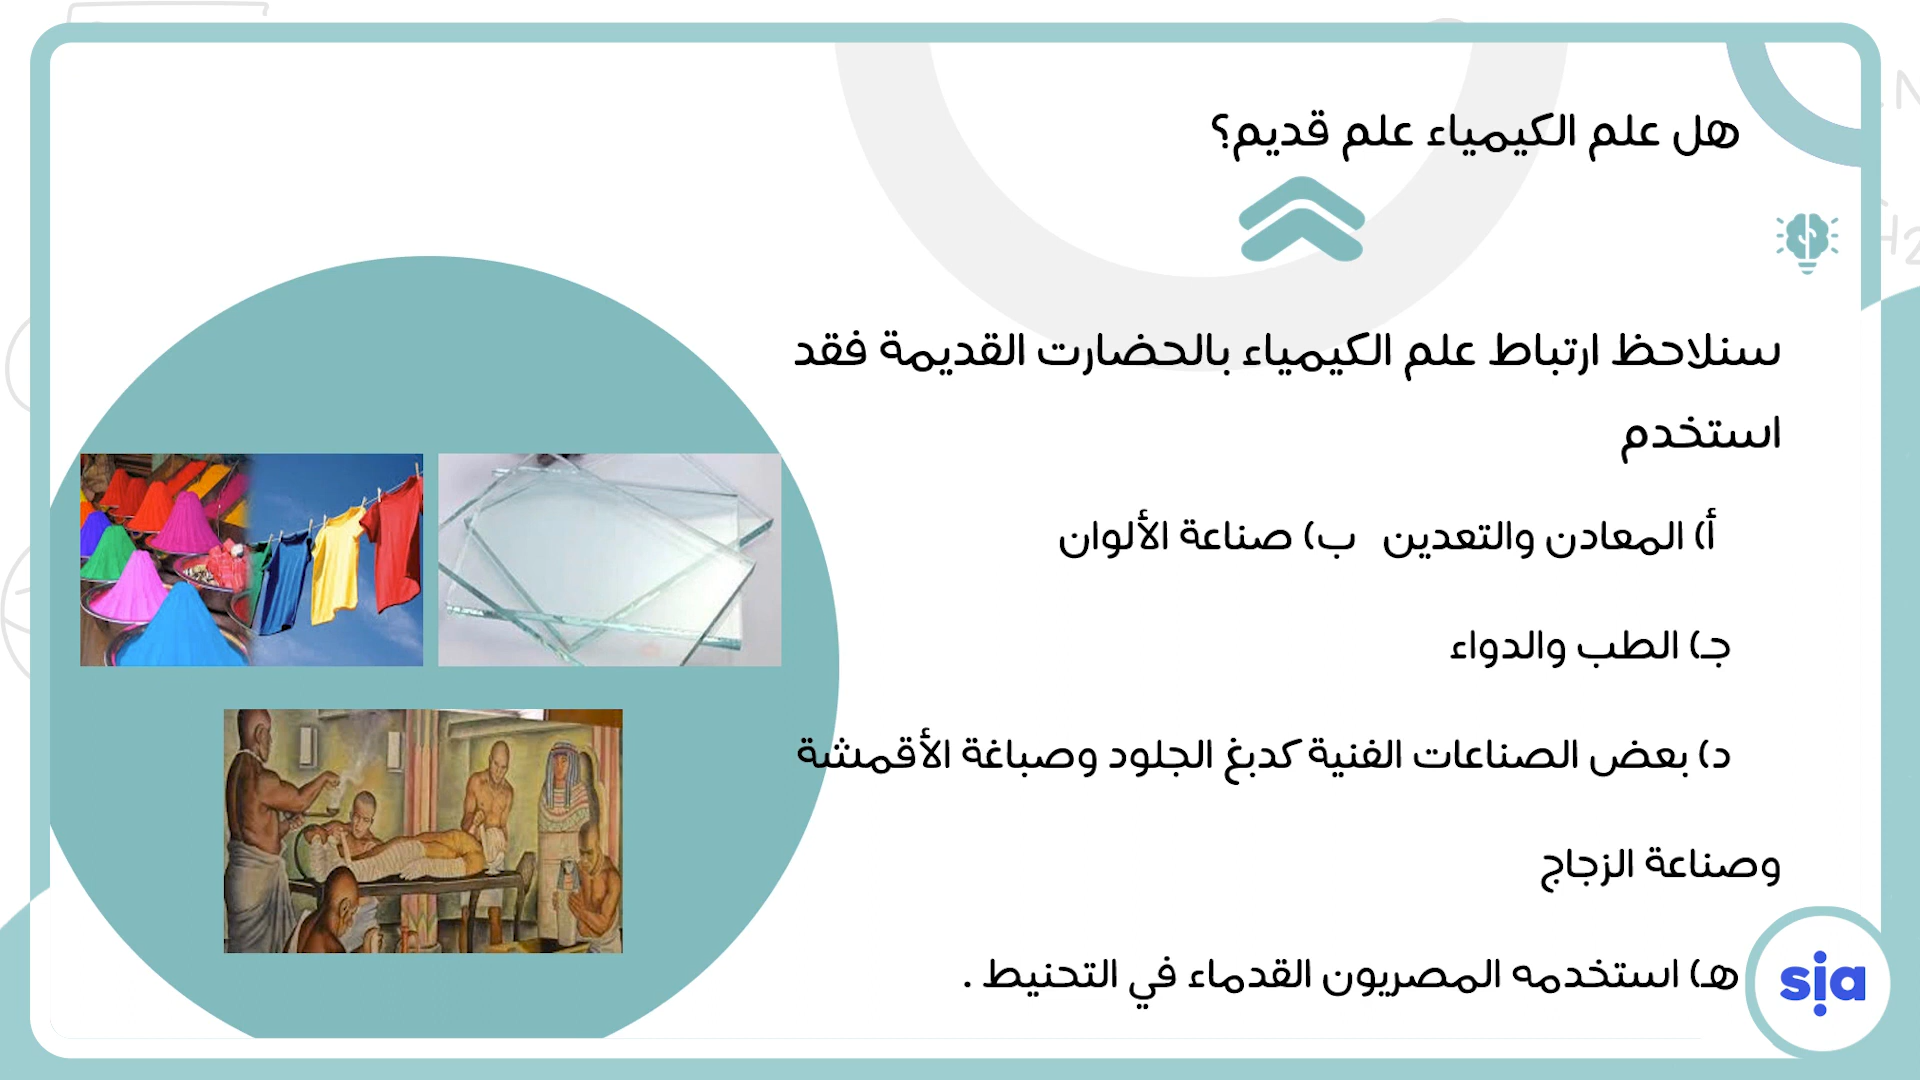 هل علم الكيمياء علم قديم؟
سنلاحظ ارتباط علم الكيمياء بالحضارت القديمة فقد
استخدم
أ) المعادن والتعدين ب) صناعة الألوان
جـ) الطب والدواء
د) بعض الصناعات الفنية كدبغ الجلود وصباغة الأقمشة
وصناعة الزجاج
هـ) استخدمه المصريون القدماء في التحنيط .
sia